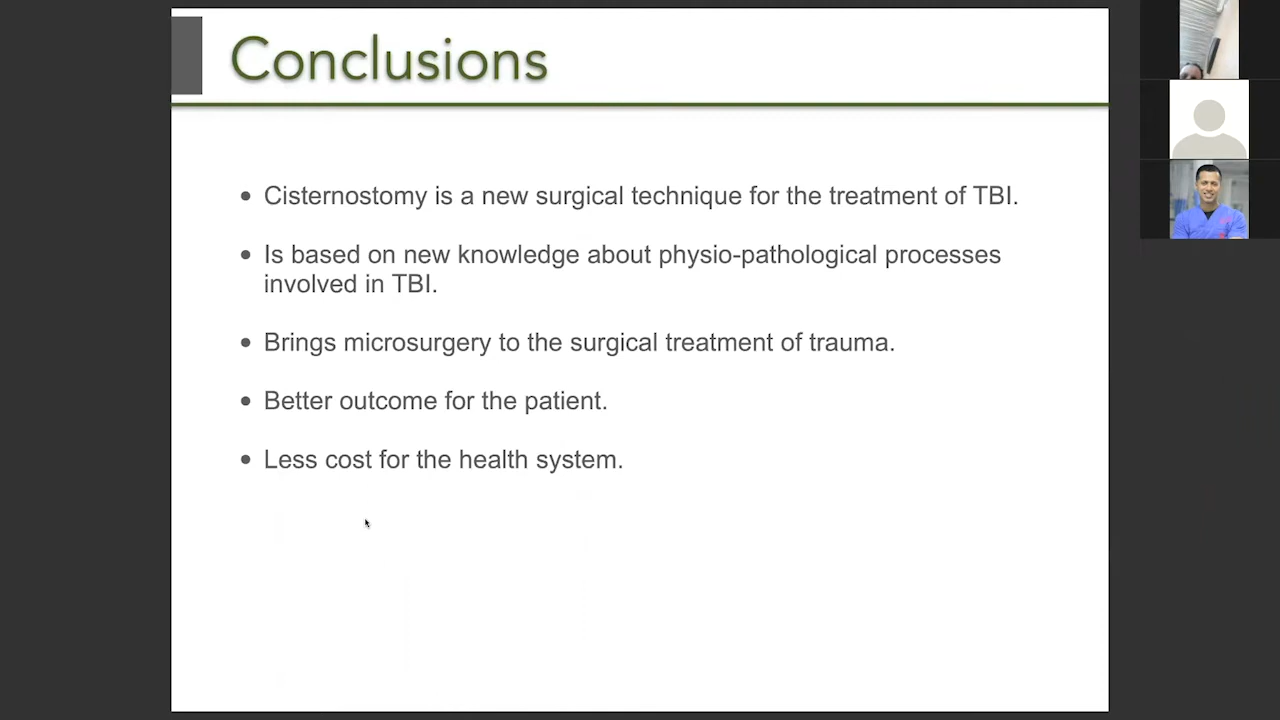 Conclusions
• Cisternostomy is a new surgical technique for the treatment of TBI.
• Is based on new knowledge about physio-pathological processes
involved in TBI.
• Brings microsurgery to the surgical treatment of trauma.
• Better outcome for the patient.
• Less cost for the health system.